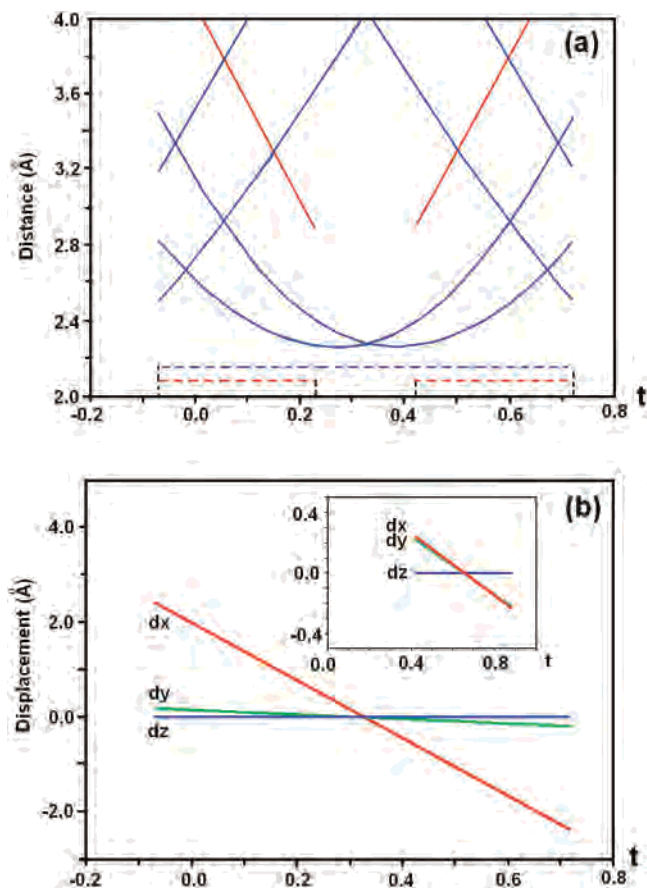 4.0
(a)
3.6
3.2
2.8
2.4
2.0
Distance (Å)
-0.2 0.0 0.2 0.4 0.6 0.8
t
(b)
4.0
2.0
0.0
-2.0
Displacement (Å)
dx
dy
dz
0.4
0.0
-0.4
dx
dy
dz
0.0 0.4 0.8 t
-0.2 0.0 0.2 0.4 0.6 0.8
t